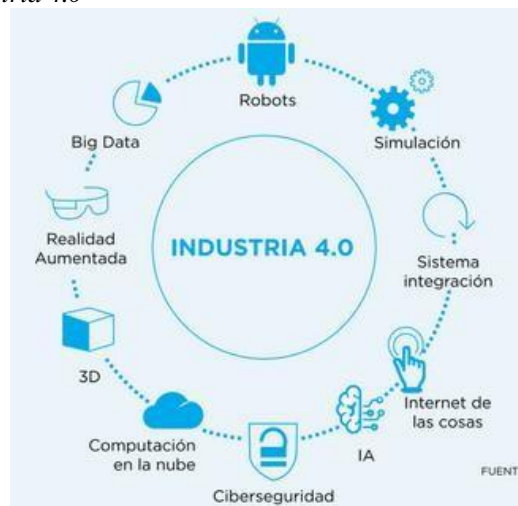 Robots
Big Data
Simulación
Realidad
Aumentada
INDUSTRIA 4.0
Sistema
integración
3D
Internet de
las cosas
Computación
en la nube
IA
Ciberseguridad
FUENT